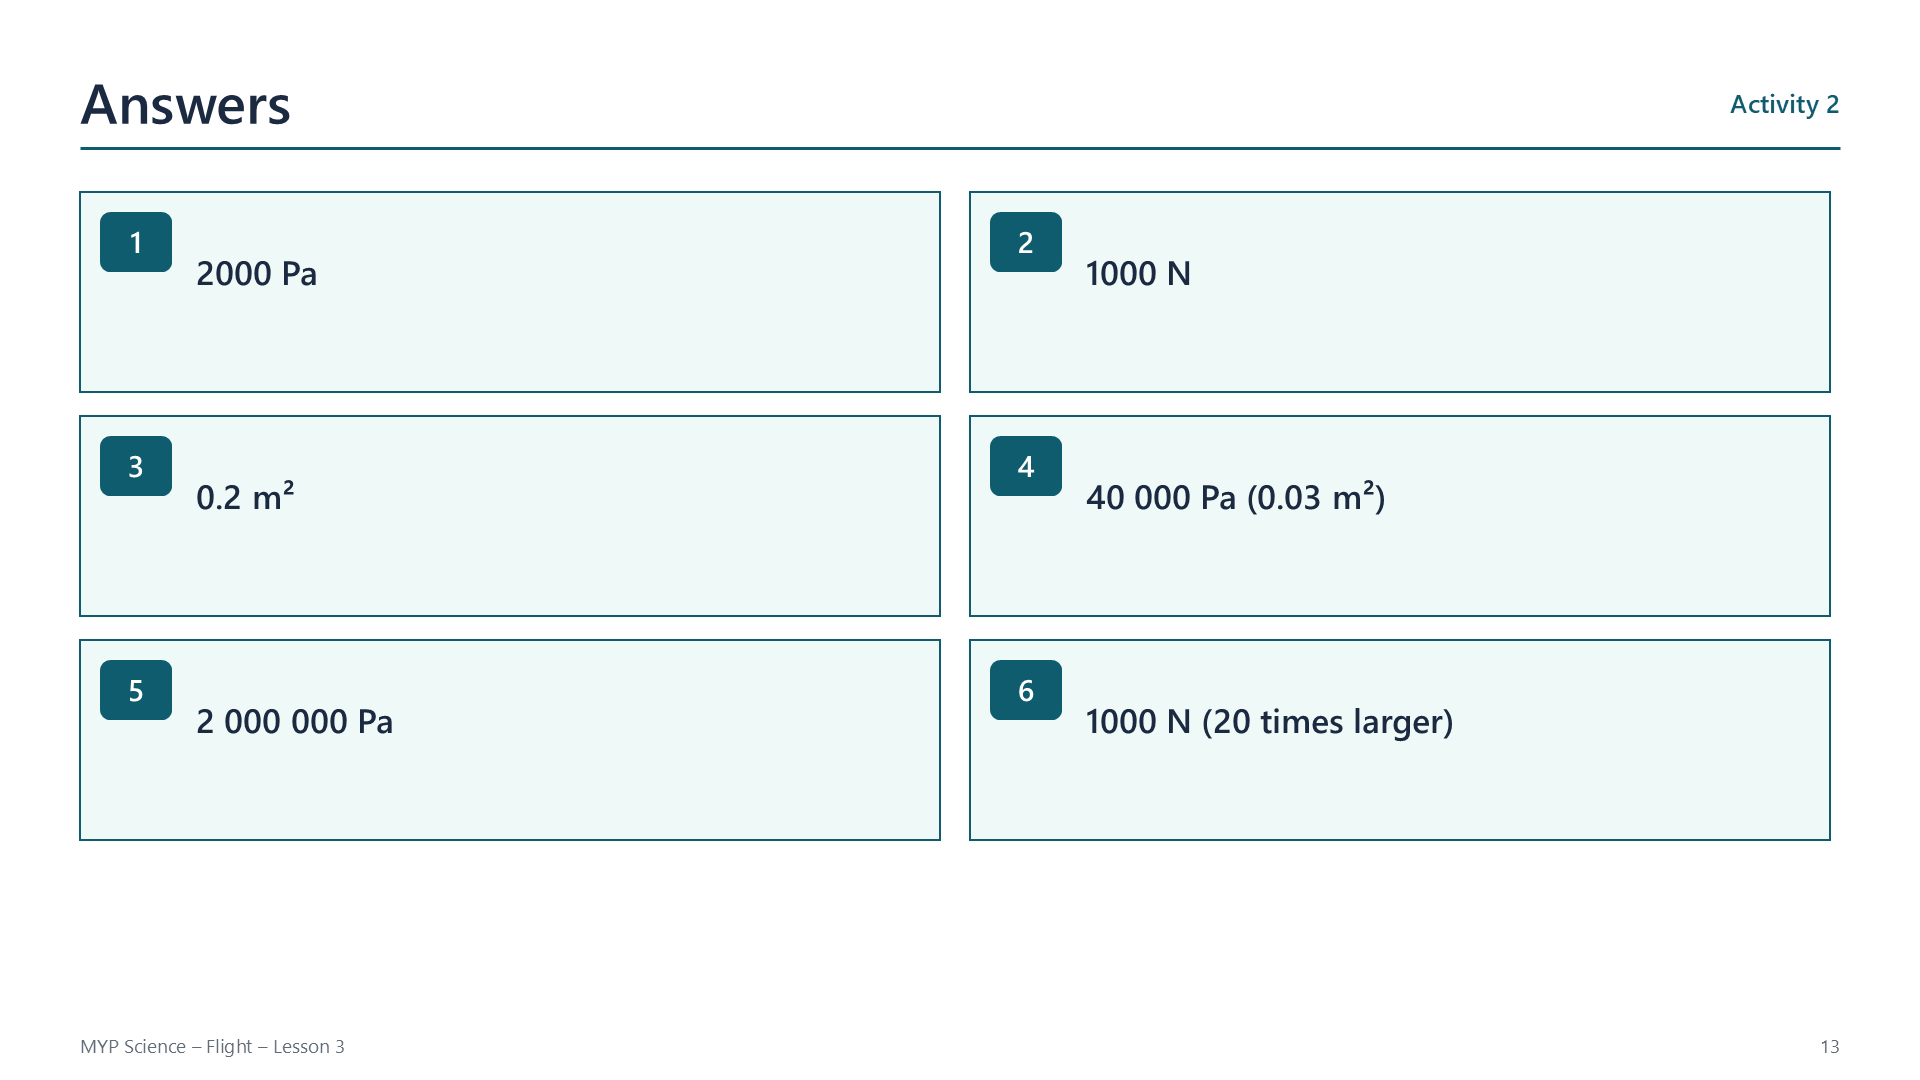 Answers
Activity 2
1
2000 Pa
2
1000 N
3
0.2 m²
4
40 000 Pa (0.03 m²)
5
2 000 000 Pa
6
1000 N (20 times larger)
MYP Science – Flight – Lesson 3
13